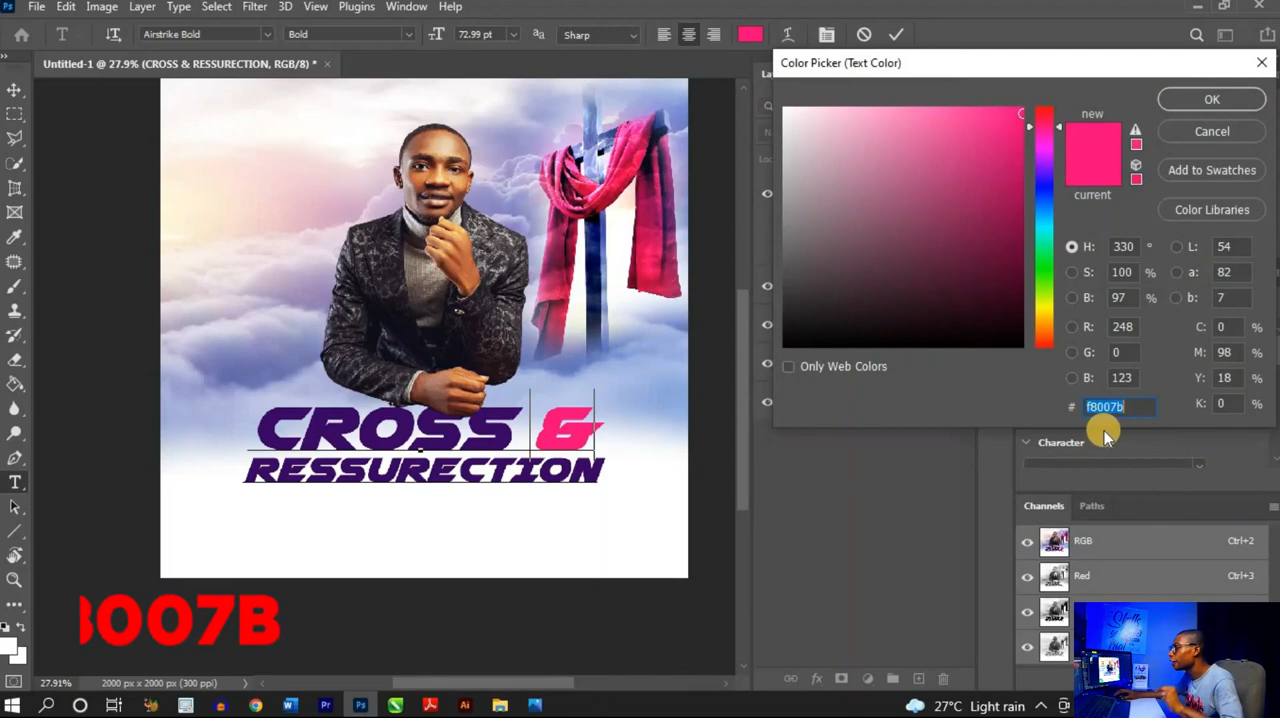 Ps File Edit Image Layer Type Select Filter 3D View Plugins Window Help
T Airstrike Bold Bold 72.99 pt aa Sharp
Untitled-1 @ 27.9% (CROSS & RESSURECTION, RGB/8) * ×
Color Picker (Text Color)
new
current
OK
Cancel
Add to Swatches
Color Libraries
H: 330 ° L: 54
S: 100 % a: 82
B: 97 % b: 7
R: 248 C: 0 %
G: 0 M: 98 %
B: 123 Y: 18 %
# f8007b K: 0 %
Only Web Colors
CROSS &
RESSURECTION
Character
Channels Paths
RGB Ctrl+2
Red Ctrl+3
8007B
27.91% 2000 px x 2000 px (300 ppi)
27°C Light rain